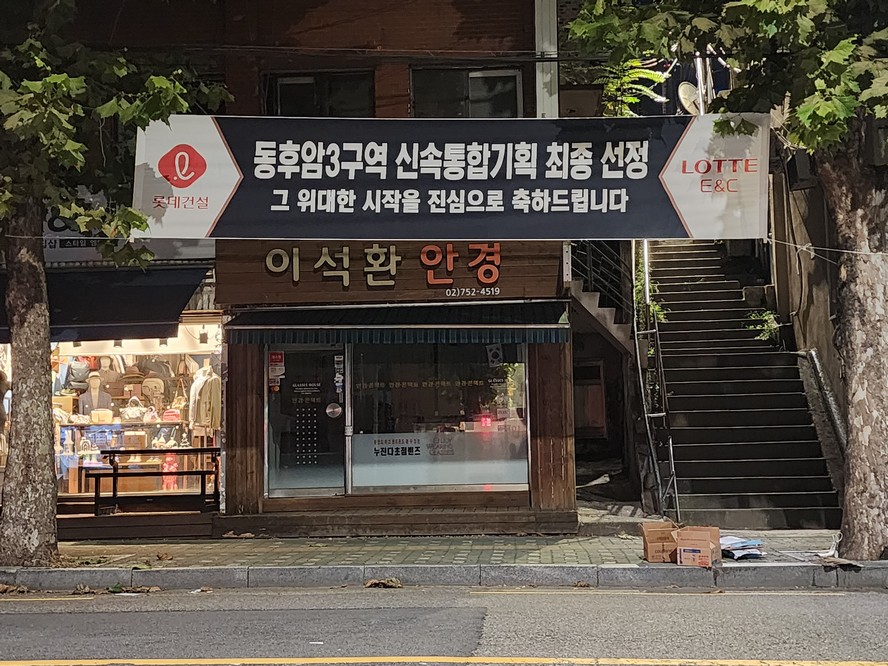 동후암3구역 신속통합기획 최종 선정
그 위대한 시작을 진심으로 축하드립니다
롯데건설
LOTTE
E&C
이석환 안경
02)752-4519
누진다초점렌즈